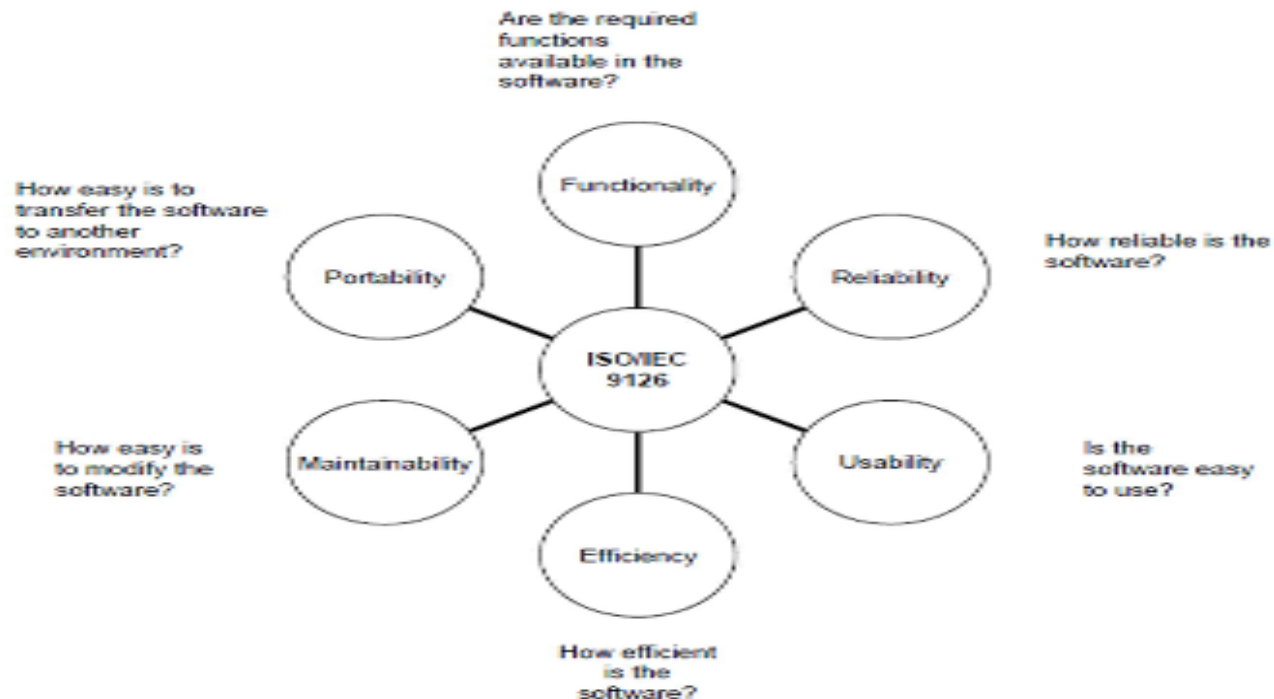 Are the required
functions
available in the
software?
Functionality
How easy is to
transfer the software
to another
environment?
Portability
How reliable is the
software?
Reliability
ISO/IEC
9126
How easy is
to modify the
software?
Maintainability
Usability
Is the
software easy
to use?
Efficiency
How efficient
is the
software?